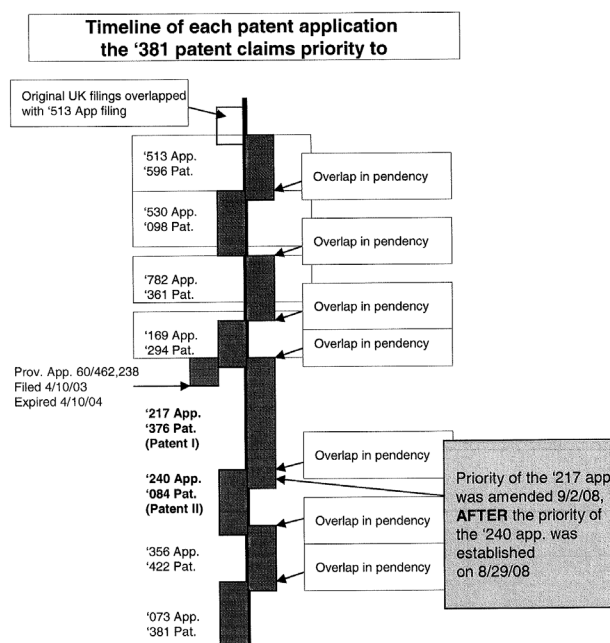 Timeline of each patent application
the ‘381 patent claims priority to
Original UK filings overlapped
with ‘513 App filing
‘513 App.
‘596 Pat.
Overlap in pendency
‘530 App.
‘098 Pat.
Overlap in pendency
‘782 App.
‘361 Pat.
Overlap in pendency
‘169 App.
‘294 Pat.
Overlap in pendency
Prov. App. 60/462,238
Filed 4/10/03
Expired 4/10/04
‘217 App.
‘376 Pat.
(Patent I)
Overlap in pendency
‘240 App.
‘084 Pat.
(Patent II)
Priority of the ‘217 app
was amended 9/2/08,
AFTER the priority of
the ‘240 app. was
established
on 8/29/08
Overlap in pendency
‘356 App.
‘422 Pat.
Overlap in pendency
‘073 App.
‘381 Pat.